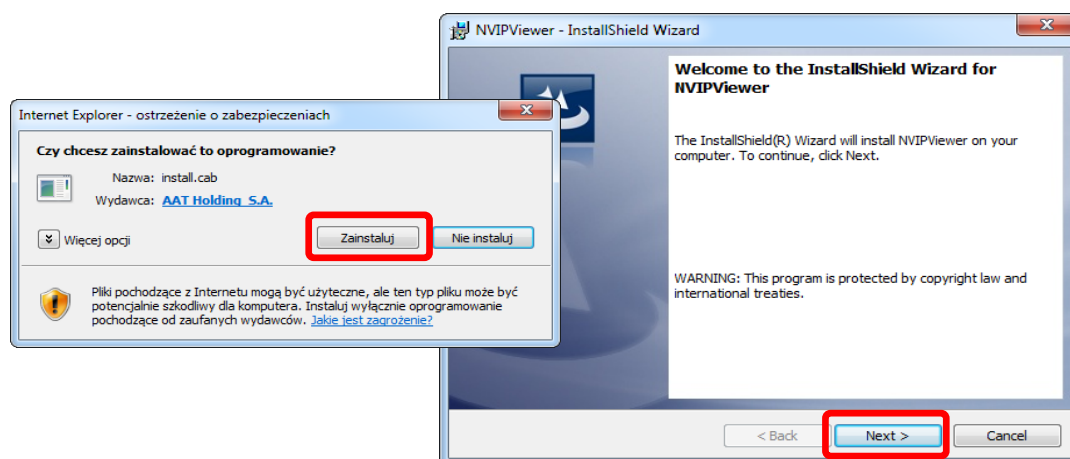 Internet Explorer - ostrzeżenie o zabezpieczeniach
Czy chcesz zainstalować to oprogramowanie?
Nazwa: install.cab
Wydawca: AAT Holding S.A.
Więcej opcji
Zainstaluj
Nie instaluj
Pliki pochodzące z Internetu mogą być użyteczne, ale ten typ pliku może być
potencjalnie szkodliwy dla komputera. Instaluj wyłącznie oprogramowanie
pochodzące od zaufanych wydawców. Jakie jest zagrożenie?
NVIPViewer - InstallShield Wizard
Welcome to the InstallShield Wizard for
NVIPViewer
The InstallShield(R) Wizard will install NVIPViewer on your
computer. To continue, click Next.
WARNING: This program is protected by copyright law and
international treaties.
< Back
Next >
Cancel